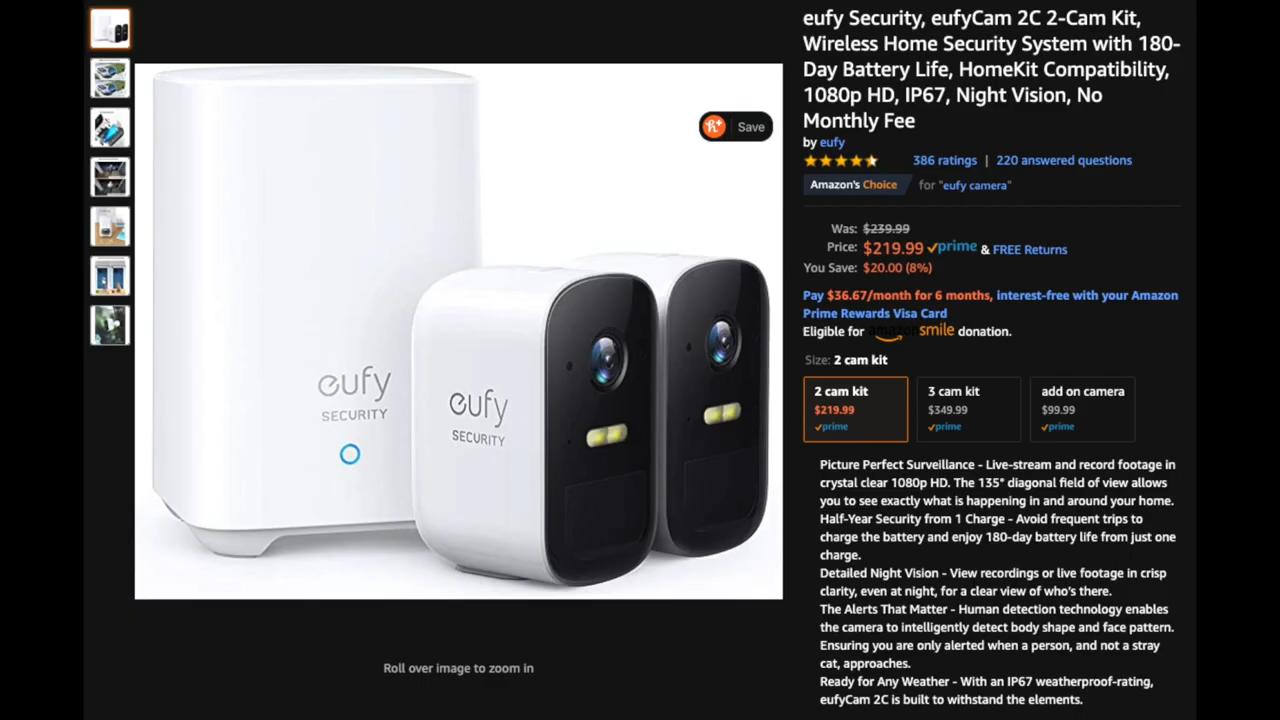 eufy Security, eufyCam 2C 2-Cam Kit,
Wireless Home Security System with 180-
Day Battery Life, HomeKit Compatibility,
1080p HD, IP67, Night Vision, No
Monthly Fee
by eufy
386 ratings | 220 answered questions
Amazon's Choice for "eufy camera"
Was: $239.99
Price: $219.99 prime & FREE Returns
You Save: $20.00 (8%)
Pay $36.67/month for 6 months, interest-free with your Amazon
Prime Rewards Visa Card
Eligible for amazonsmile donation.
Size: 2 cam kit
2 cam kit
$219.99
prime
3 cam kit
$349.99
prime
add on camera
$99.99
prime
Picture Perfect Surveillance - Live-stream and record footage in
crystal clear 1080p HD. The 135° diagonal field of view allows
you to see exactly what is happening in and around your home.
Half-Year Security from 1 Charge - Avoid frequent trips to
charge the battery and enjoy 180-day battery life from just one
charge.
Detailed Night Vision - View recordings or live footage in crisp
clarity, even at night, for a clear view of who's there.
The Alerts That Matter - Human detection technology enables
the camera to intelligently detect body shape and face pattern.
Ensuring you are only alerted when a person, and not a stray
cat, approaches.
Ready for Any Weather - With an IP67 weatherproof-rating,
eufyCam 2C is built to withstand the elements.
Save
eufy
SECURITY
eufy
SECURITY
Roll over image to zoom in